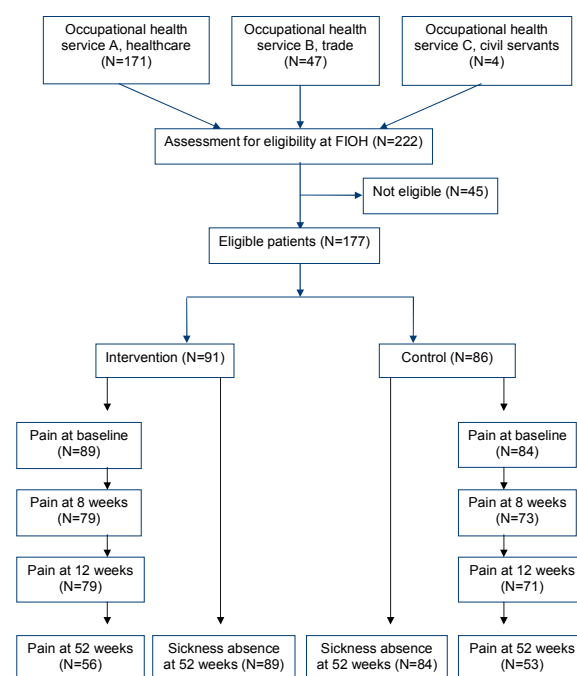 Occupational health
service A, healthcare
(N=171)
Occupational health
service B, trade
(N=47)
Occupational health
service C, civil servants
(N=4)
Assessment for eligibility at FIOH (N=222)
Not eligible (N=45)
Eligible patients (N=177)
Intervention (N=91)
Control (N=86)
Pain at baseline
(N=89)
Pain at baseline
(N=84)
Pain at 8 weeks
(N=79)
Pain at 8 weeks
(N=73)
Pain at 12 weeks
(N=79)
Pain at 12 weeks
(N=71)
Pain at 52 weeks
(N=56)
Sickness absence
at 52 weeks (N=89)
Sickness absence
at 52 weeks (N=84)
Pain at 52 weeks
(N=53)